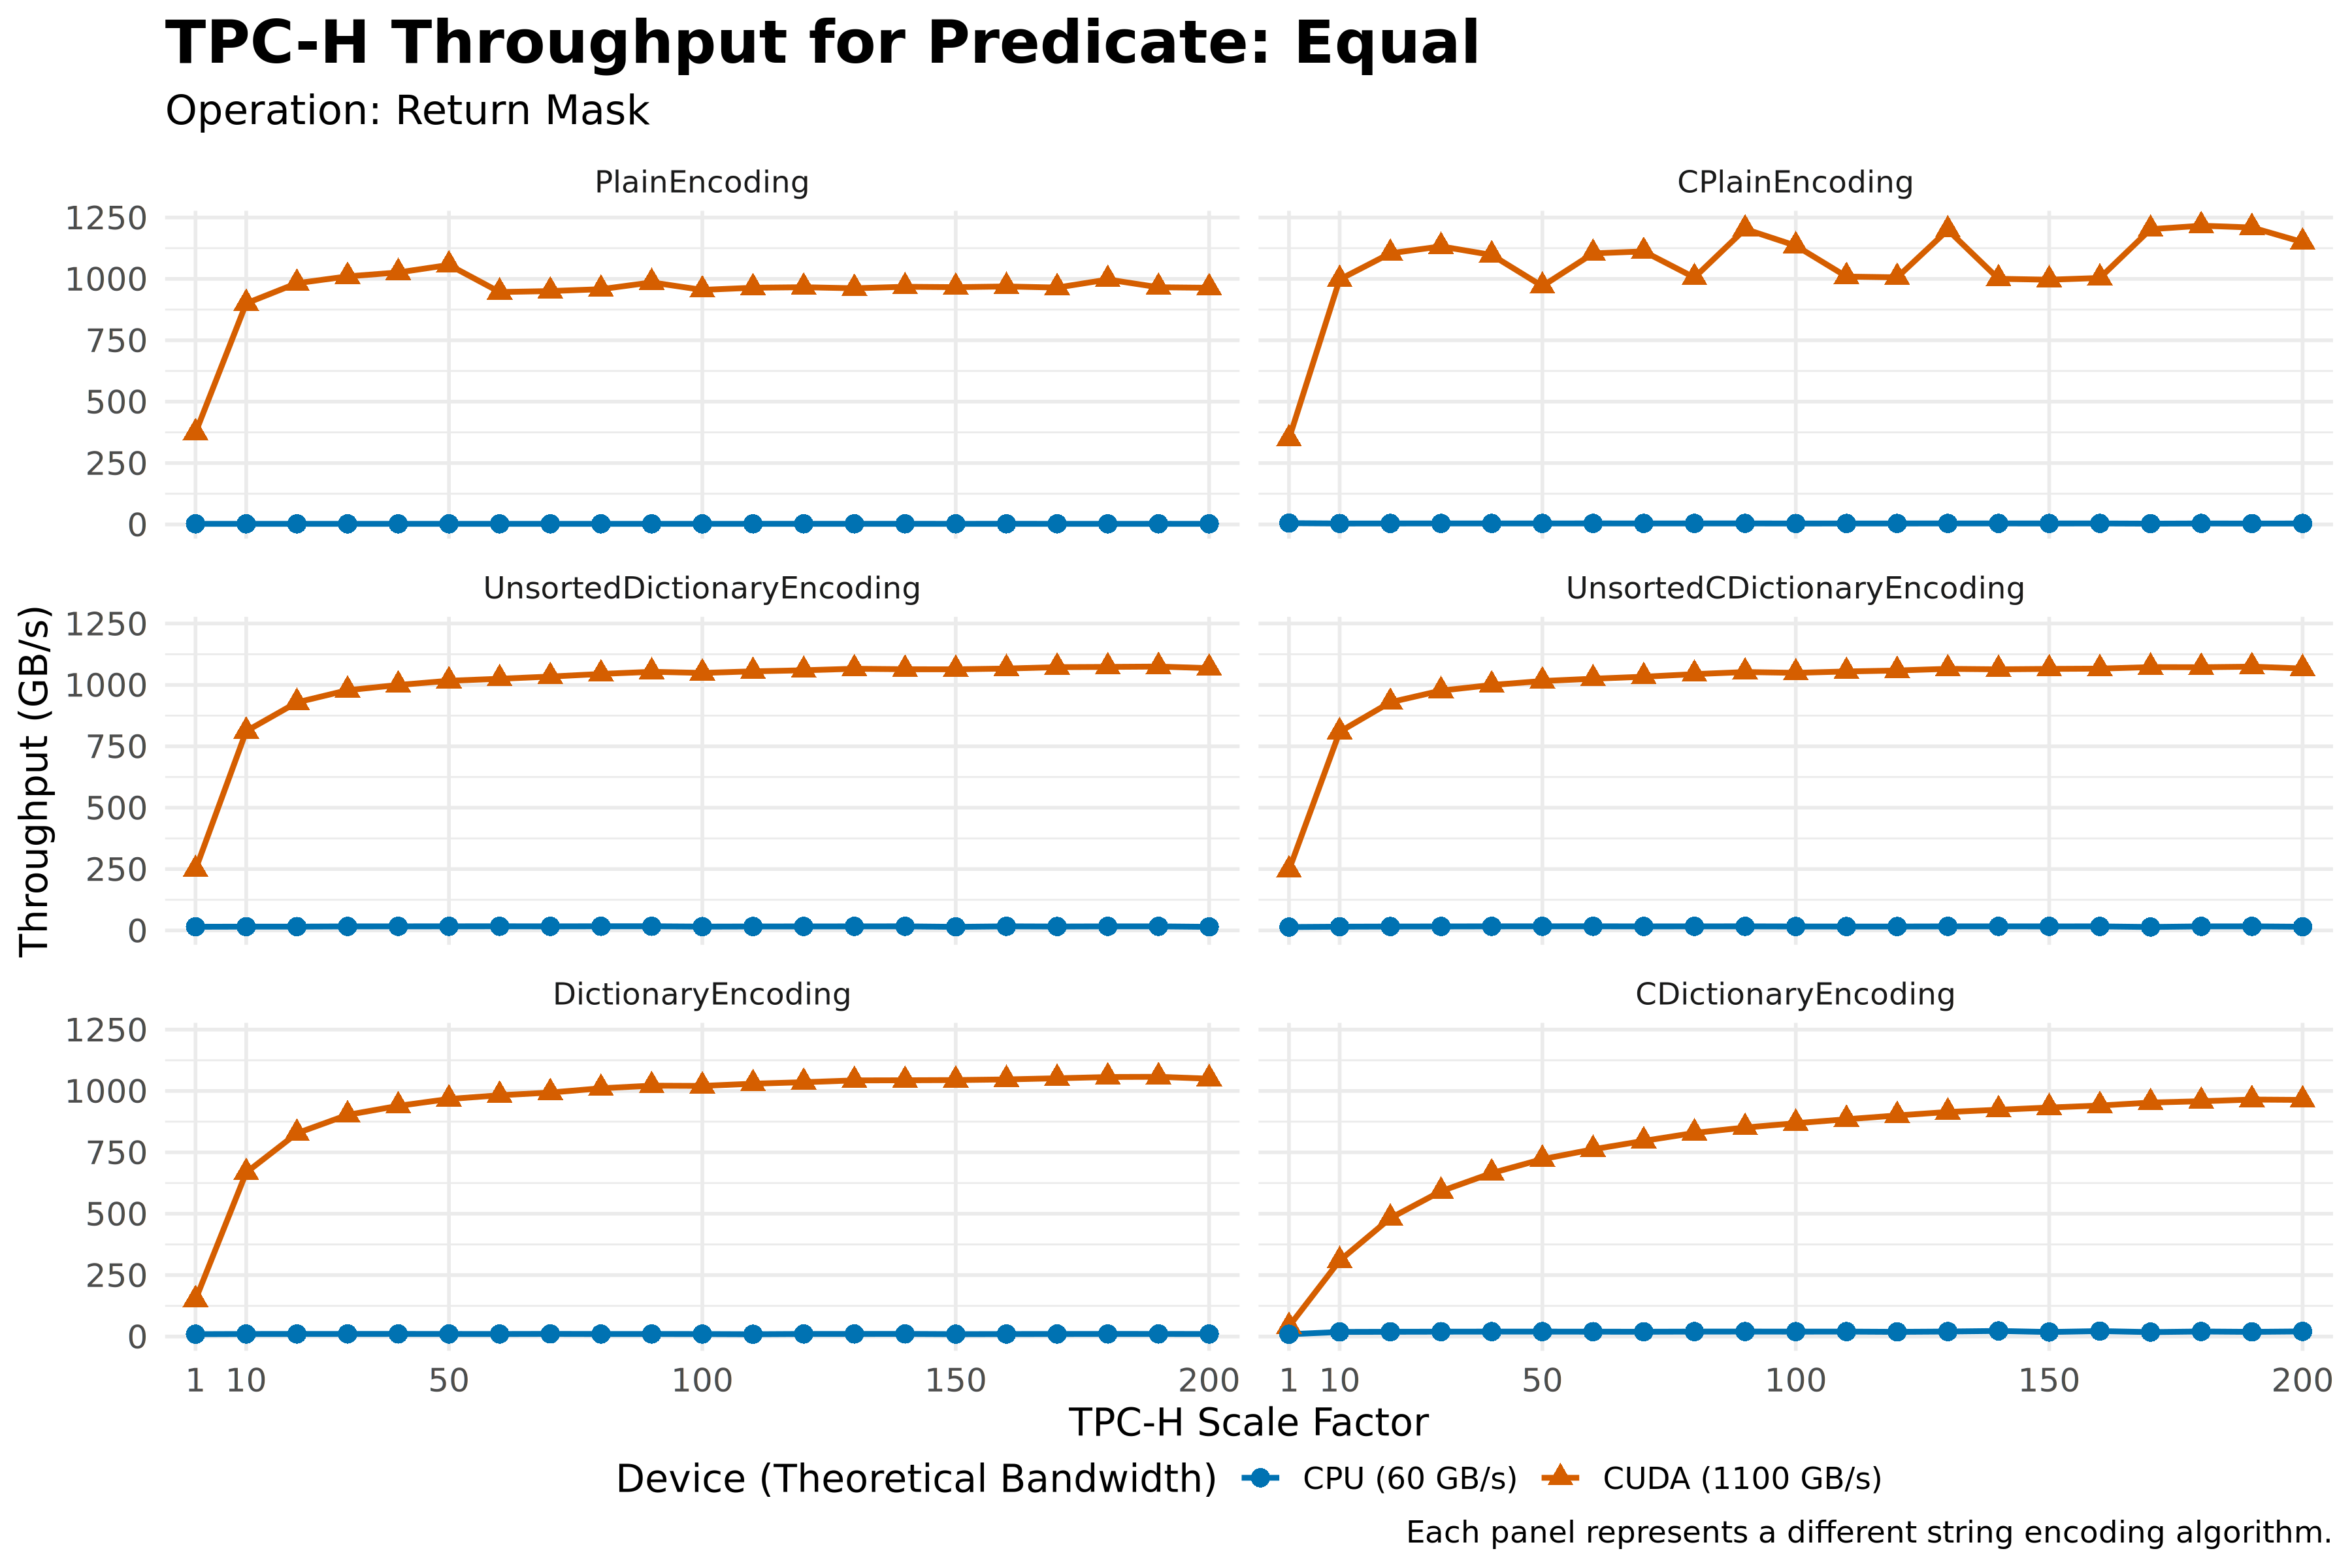 TPC-H Throughput for Predicate: Equal
Operation: Return Mask
PlainEncoding
CPlainEncoding
1250
1000
750
500
250
0
UnsortedDictionaryEncoding
UnsortedCDictionaryEncoding
1250
1000
750
500
250
0
DictionaryEncoding
CDictionaryEncoding
1250
1000
750
500
250
0
Throughput (GB/s)
1 10 50 100 150 200
1 10 50 100 150 200
TPC-H Scale Factor
Device (Theoretical Bandwidth) CPU (60 GB/s) CUDA (1100 GB/s)
Each panel represents a different string encoding algorithm.